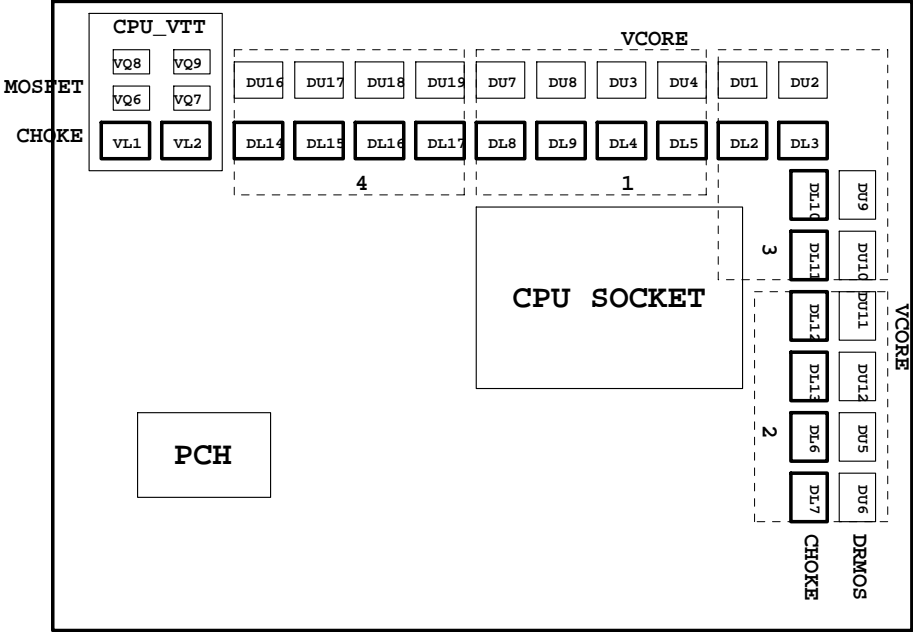 CPU_VTT
VCORE
VQ8 VQ9
MOSFET
DU16 DU17 DU18 DU19 DU7 DU8 DU3 DU4 DU1 DU2
VQ6 VQ7
CHOKE
VL1 VL2 DL14 DL15 DL16 DL17 DL8 DL9 DL4 DL5 DL2 DL3
4 1
DL10 DU9
3
DL11 DU10
CPU SOCKET
DL12 DU11
VCORE
DL13 DU12
2
DL6 DU5
PCH
DL7 DU6
CHOKE DRMOS